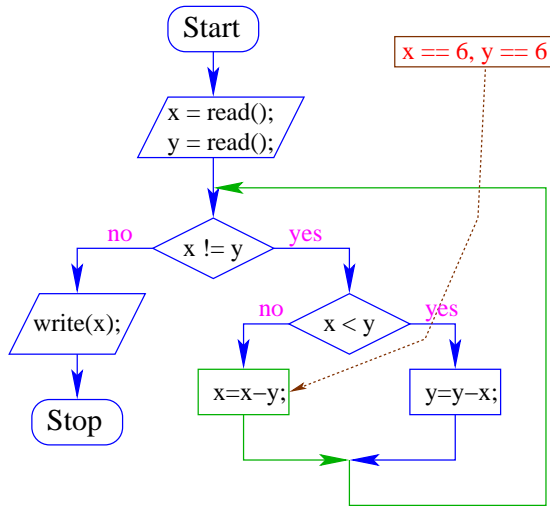 Start
x == 6, y == 6
x = read();
y = read();
no
yes
x != y
no
yes
write(x);
x < y
x=x−y;
y=y−x;
Stop